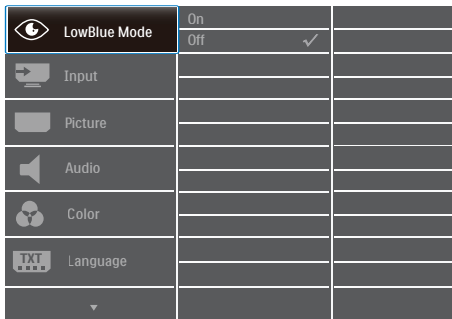 LowBlue Mode
On
Off
Input
Picture
Audio
Color
TXT
Language